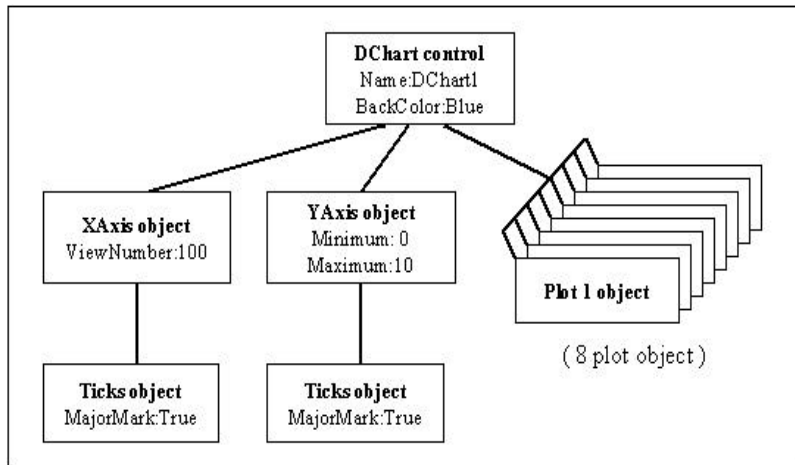 DChart control
Name:DChart1
BackColor:Blue
XAxis object
ViewNumber:100
YAxis object
Minimum: 0
Maximum:10
Plot 1 object
( 8 plot object )
Ticks object
MajorMark:True
Ticks object
MajorMark:True